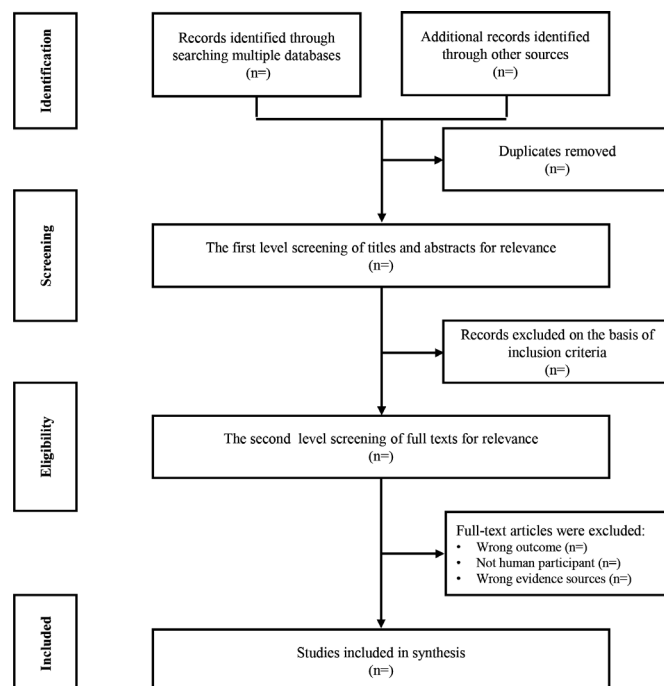 Identification
Records identified through
searching multiple databases
(n=)
Additional records identified
through other sources
(n=)
Duplicates removed
(n=)
Screening
The first level screening of titles and abstracts for relevance
(n=)
Records excluded on the basis of
inclusion criteria
(n=)
Eligibility
The second level screening of full texts for relevance
(n=)
Full-text articles were excluded:
• Wrong outcome (n=)
• Not human participant (n=)
• Wrong evidence sources (n=)
Included
Studies included in synthesis
(n=)